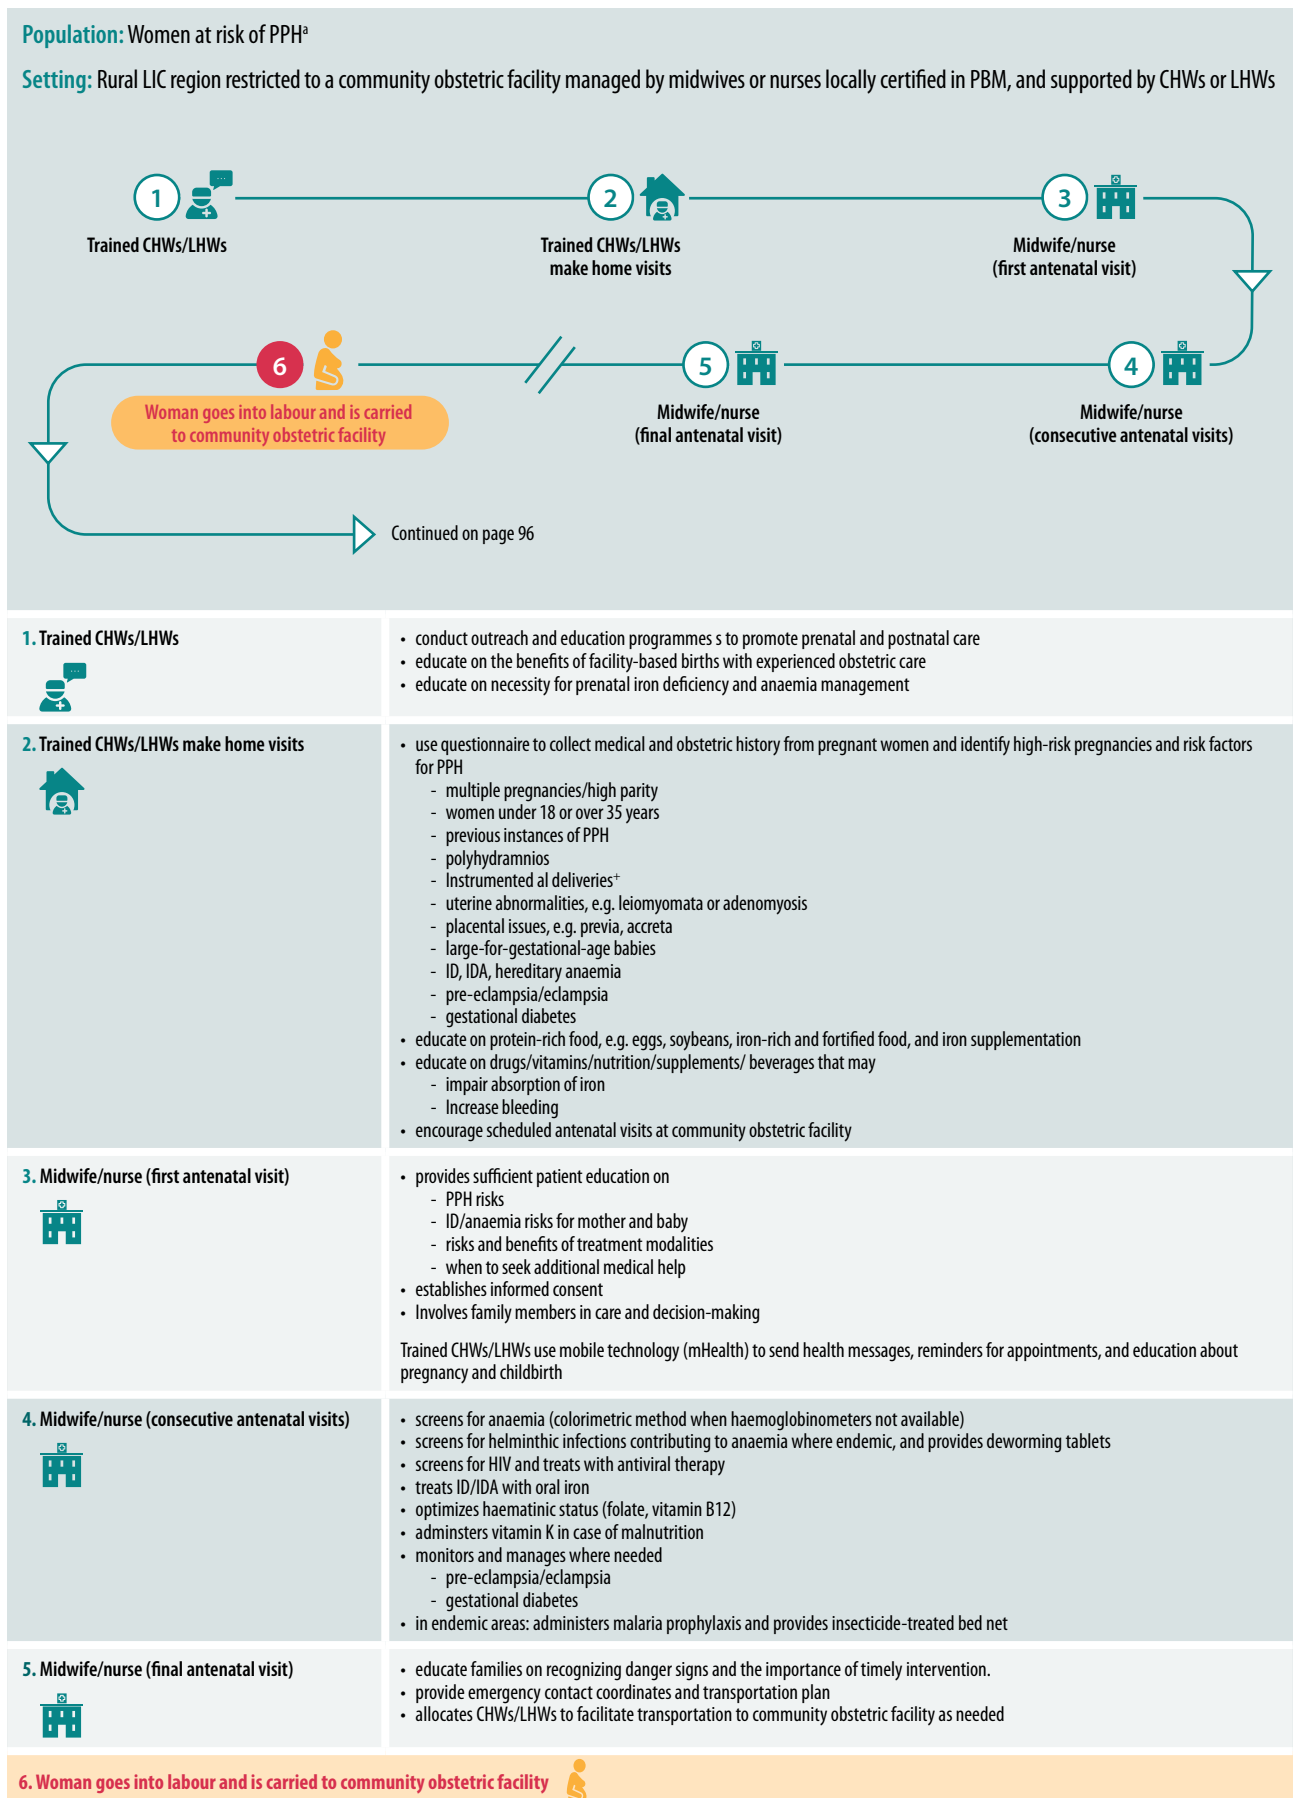 Population: Women at risk of PPHᵃ
Setting: Rural LIC region restricted to a community obstetric facility managed by midwives or nurses locally certified in PBM, and supported by CHWs or LHWs
1
Trained CHWs/LHWs
2
Trained CHWs/LHWs
make home visits
3
Midwife/nurse
(first antenatal visit)
6
Woman goes into labour and is carried
to community obstetric facility
5
Midwife/nurse
(final antenatal visit)
4
Midwife/nurse
(consecutive antenatal visits)
Continued on page 96
1. Trained CHWs/LHWs
• conduct outreach and education programmes s to promote prenatal and postnatal care
• educate on the benefits of facility-based births with experienced obstetric care
• educate on necessity for prenatal iron deficiency and anaemia management
2. Trained CHWs/LHWs make home visits
• use questionnaire to collect medical and obstetric history from pregnant women and identify high-risk pregnancies and risk factors
for PPH
- multiple pregnancies/high parity
- women under 18 or over 35 years
- previous instances of PPH
- polyhydramnios
- Instrumented al deliveries⁺
- uterine abnormalities, e.g. leiomyomata or adenomyosis
- placental issues, e.g. previa, accreta
- large-for-gestational-age babies
- ID, IDA, hereditary anaemia
- pre-eclampsia/eclampsia
- gestational diabetes
• educate on protein-rich food, e.g. eggs, soybeans, iron-rich and fortified food, and iron supplementation
• educate on drugs/vitamins/nutrition/supplements/ beverages that may
- impair absorption of iron
- Increase bleeding
• encourage scheduled antenatal visits at community obstetric facility
3. Midwife/nurse (first antenatal visit)
• provides sufficient patient education on
- PPH risks
- ID/anaemia risks for mother and baby
- risks and benefits of treatment modalities
- when to seek additional medical help
• establishes informed consent
• Involves family members in care and decision-making
Trained CHWs/LHWs use mobile technology (mHealth) to send health messages, reminders for appointments, and education about
pregnancy and childbirth
4. Midwife/nurse (consecutive antenatal visits)
• screens for anaemia (colorimetric method when haemoglobinometers not available)
• screens for helminthic infections contributing to anaemia where endemic, and provides deworming tablets
• screens for HIV and treats with antiviral therapy
• treats ID/IDA with oral iron
• optimizes haematinic status (folate, vitamin B12)
• adminsters vitamin K in case of malnutrition
• monitors and manages where needed
- pre-eclampsia/eclampsia
- gestational diabetes
• in endemic areas: administers malaria prophylaxis and provides insecticide-treated bed net
5. Midwife/nurse (final antenatal visit)
• educate families on recognizing danger signs and the importance of timely intervention.
• provide emergency contact coordinates and transportation plan
• allocates CHWs/LHWs to facilitate transportation to community obstetric facility as needed
6. Woman goes into labour and is carried to community obstetric facility